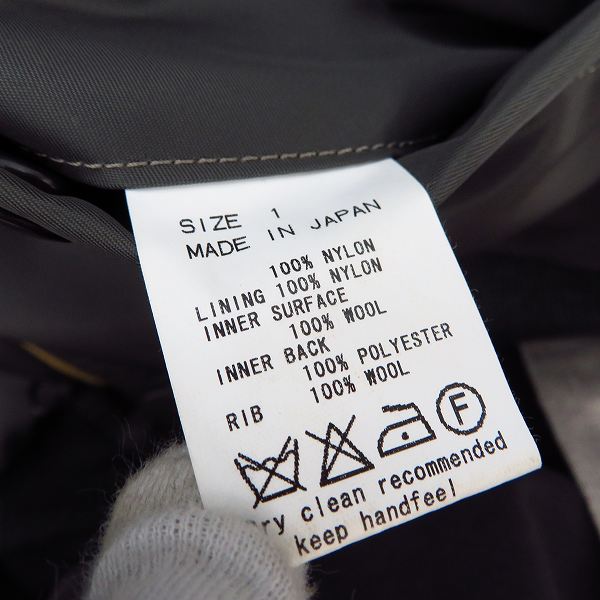 SIZE 1
MADE IN JAPAN
100% NYLON
LINING 100% NYLON
INNER SURFACE
100% WOOL
INNER BACK
100% POLYESTER
RIB 100% WOOL
F
clean recommended
keep handfeel